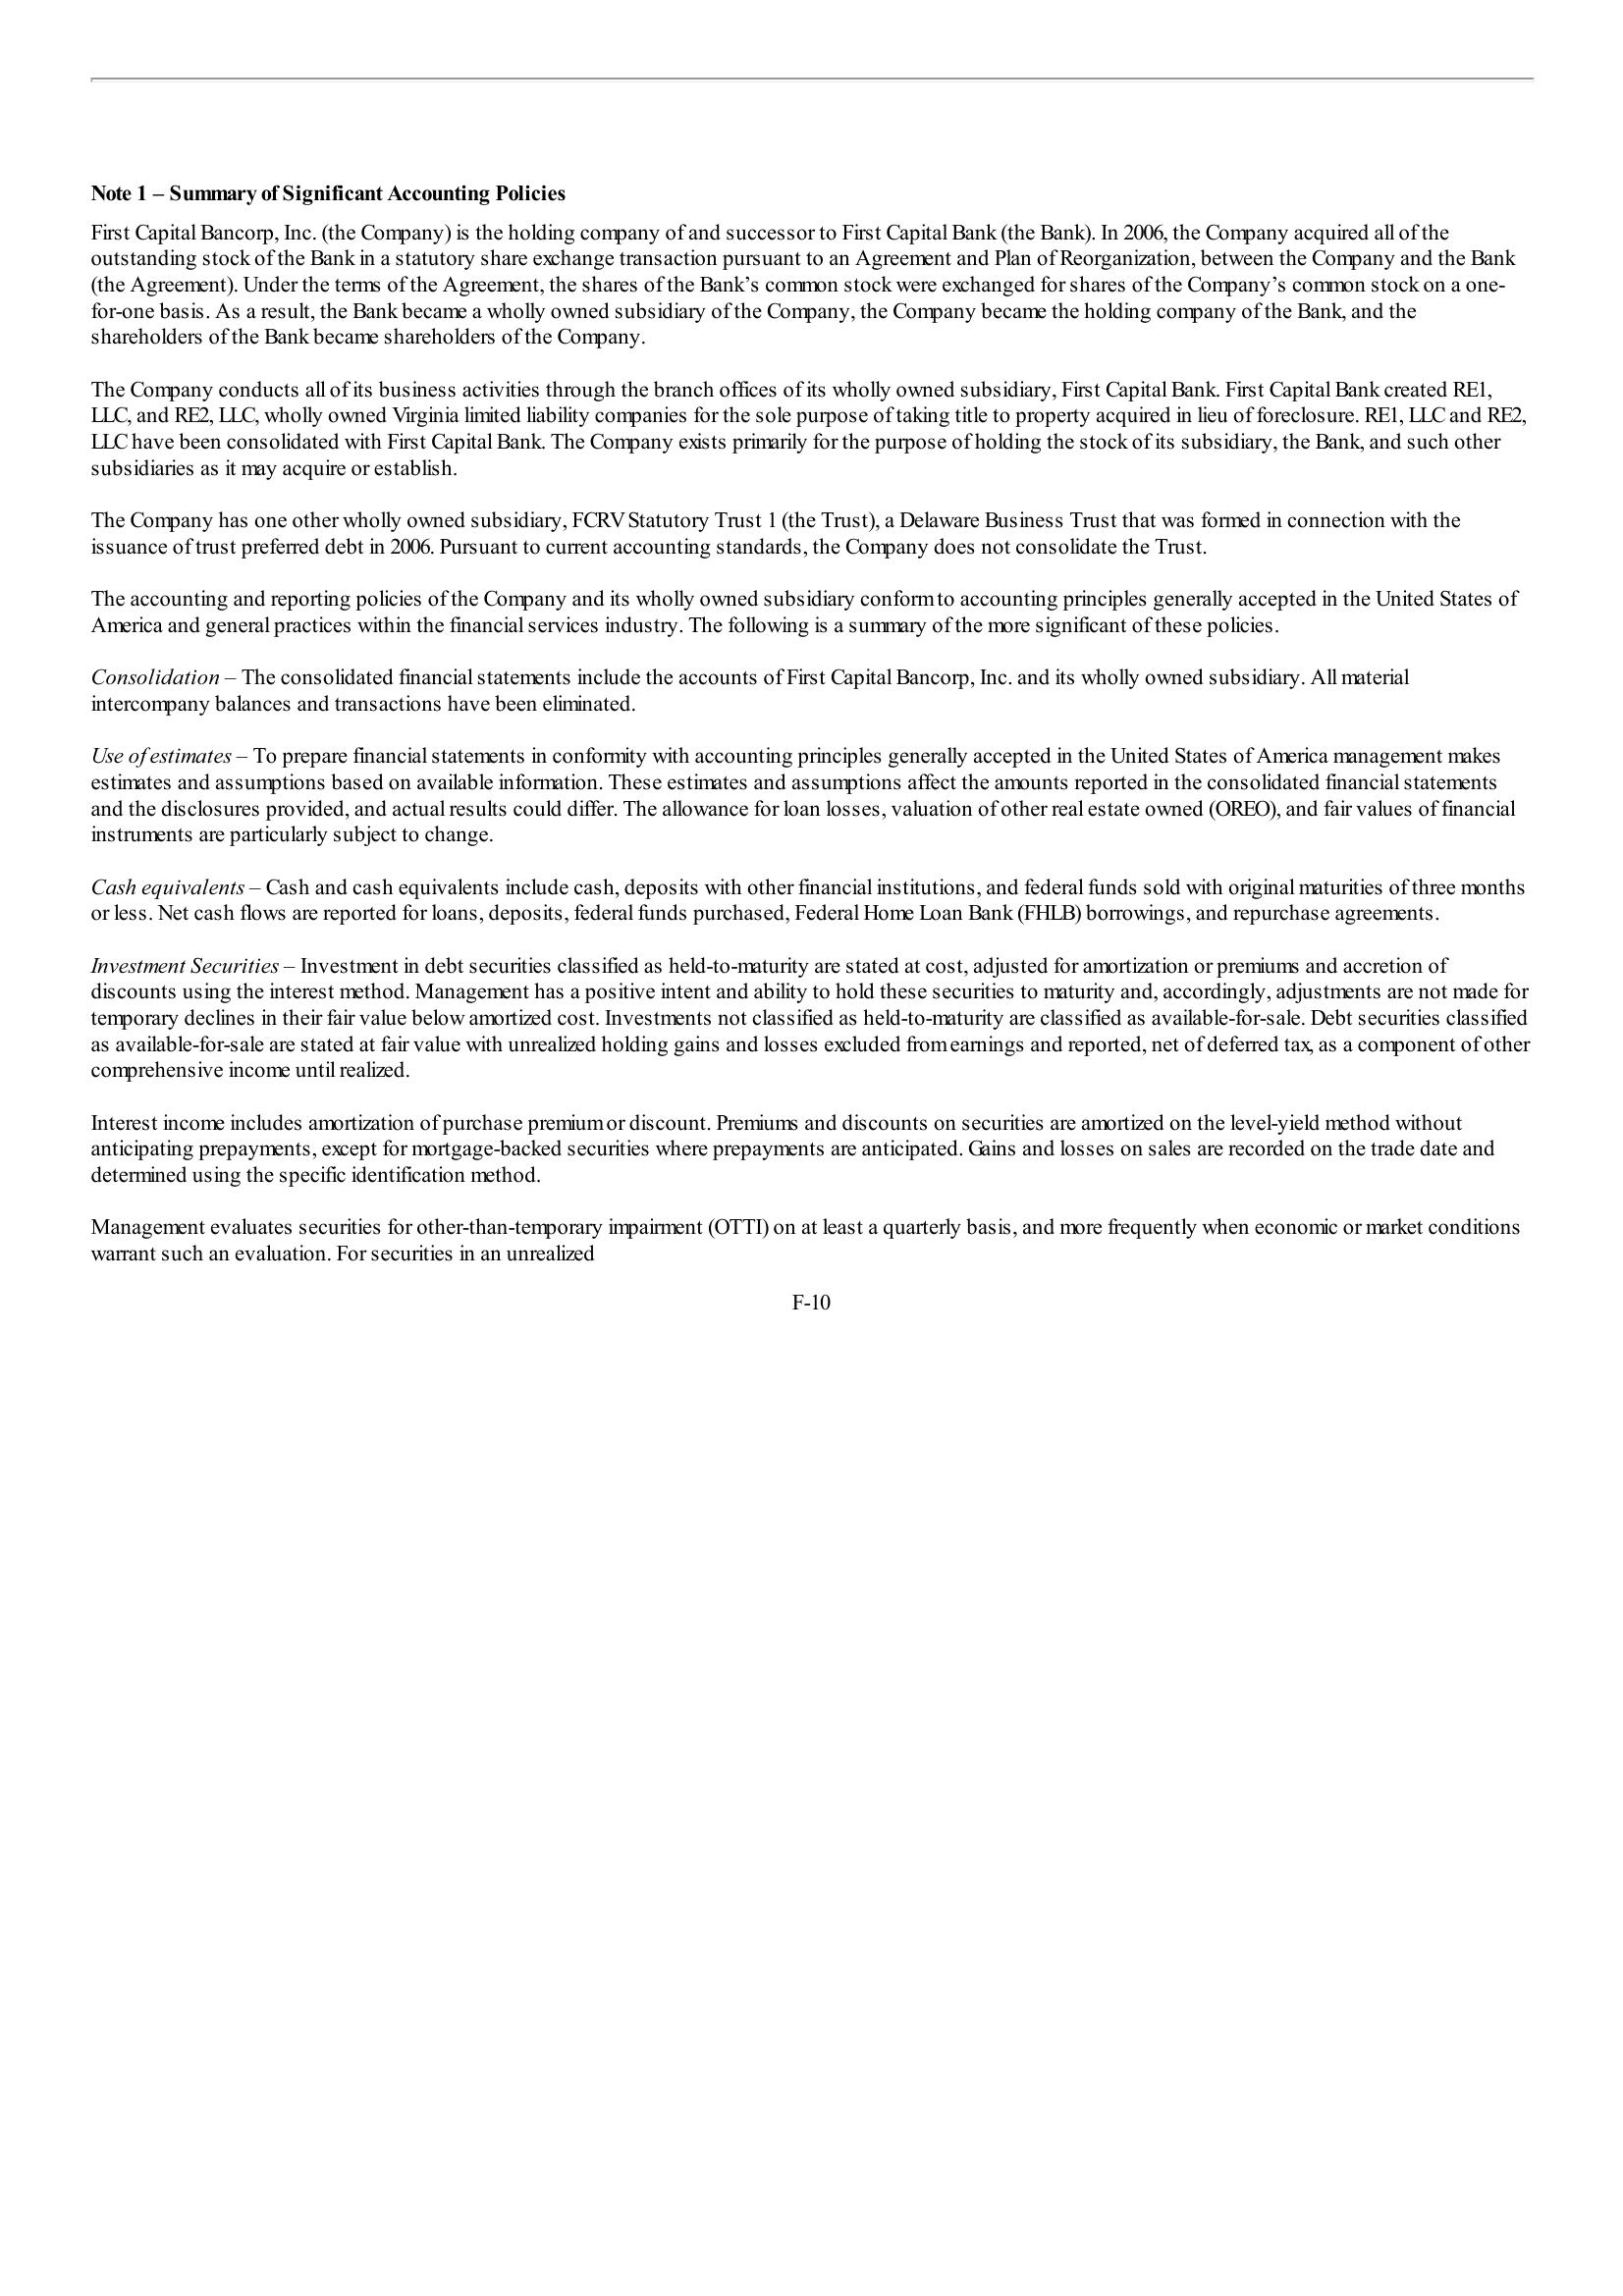 Note 1 – Summary of Significant Accounting Policies
First Capital Bancorp, Inc. (the Company) is the holding company of and successor to First Capital Bank (the Bank). In 2006, the Company acquired all of the
outstanding stock of the Bank in a statutory share exchange transaction pursuant to an Agreement and Plan of Reorganization, between the Company and the Bank
(the Agreement). Under the terms of the Agreement, the shares of the Bank’s common stock were exchanged for shares of the Company’s common stock on a one-
for-one basis. As a result, the Bank became a wholly owned subsidiary of the Company, the Company became the holding company of the Bank, and the
shareholders of the Bank became shareholders of the Company.
The Company conducts all of its business activities through the branch offices of its wholly owned subsidiary, First Capital Bank. First Capital Bank created RE1,
LLC, and RE2, LLC, wholly owned Virginia limited liability companies for the sole purpose of taking title to property acquired in lieu of foreclosure. RE1, LLC and RE2,
LLC have been consolidated with First Capital Bank. The Company exists primarily for the purpose of holding the stock of its subsidiary, the Bank, and such other
subsidiaries as it may acquire or establish.
The Company has one other wholly owned subsidiary, FCRV Statutory Trust 1 (the Trust), a Delaware Business Trust that was formed in connection with the
issuance of trust preferred debt in 2006. Pursuant to current accounting standards, the Company does not consolidate the Trust.
The accounting and reporting policies of the Company and its wholly owned subsidiary conform to accounting principles generally accepted in the United States of
America and general practices within the financial services industry. The following is a summary of the more significant of these policies.
Consolidation – The consolidated financial statements include the accounts of First Capital Bancorp, Inc. and its wholly owned subsidiary. All material
intercompany balances and transactions have been eliminated.
Use of estimates – To prepare financial statements in conformity with accounting principles generally accepted in the United States of America management makes
estimates and assumptions based on available information. These estimates and assumptions affect the amounts reported in the consolidated financial statements
and the disclosures provided, and actual results could differ. The allowance for loan losses, valuation of other real estate owned (OREO), and fair values of financial
instruments are particularly subject to change.
Cash equivalents – Cash and cash equivalents include cash, deposits with other financial institutions, and federal funds sold with original maturities of three months
or less. Net cash flows are reported for loans, deposits, federal funds purchased, Federal Home Loan Bank (FHLB) borrowings, and repurchase agreements.
Investment Securities – Investment in debt securities classified as held-to-maturity are stated at cost, adjusted for amortization or premiums and accretion of
discounts using the interest method. Management has a positive intent and ability to hold these securities to maturity and, accordingly, adjustments are not made for
temporary declines in their fair value below amortized cost. Investments not classified as held-to-maturity are classified as available-for-sale. Debt securities classified
as available-for-sale are stated at fair value with unrealized holding gains and losses excluded from earnings and reported, net of deferred tax, as a component of other
comprehensive income until realized.
Interest income includes amortization of purchase premium or discount. Premiums and discounts on securities are amortized on the level-yield method without
anticipating prepayments, except for mortgage-backed securities where prepayments are anticipated. Gains and losses on sales are recorded on the trade date and
determined using the specific identification method.
Management evaluates securities for other-than-temporary impairment (OTTI) on at least a quarterly basis, and more frequently when economic or market conditions
warrant such an evaluation. For securities in an unrealized
F-10